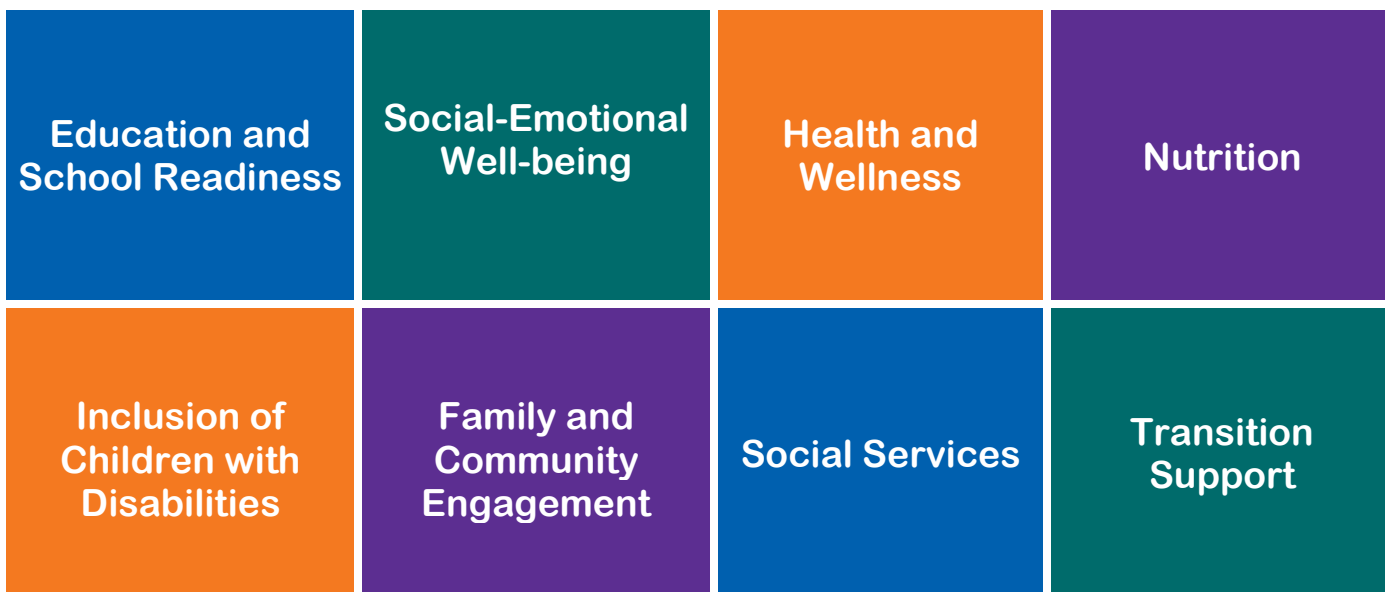 Education and
School Readiness
Social-Emotional
Well-being
Health and
Wellness
Nutrition
Inclusion of
Children with
Disabilities
Family and
Community
Engagement
Social Services
Transition
Support